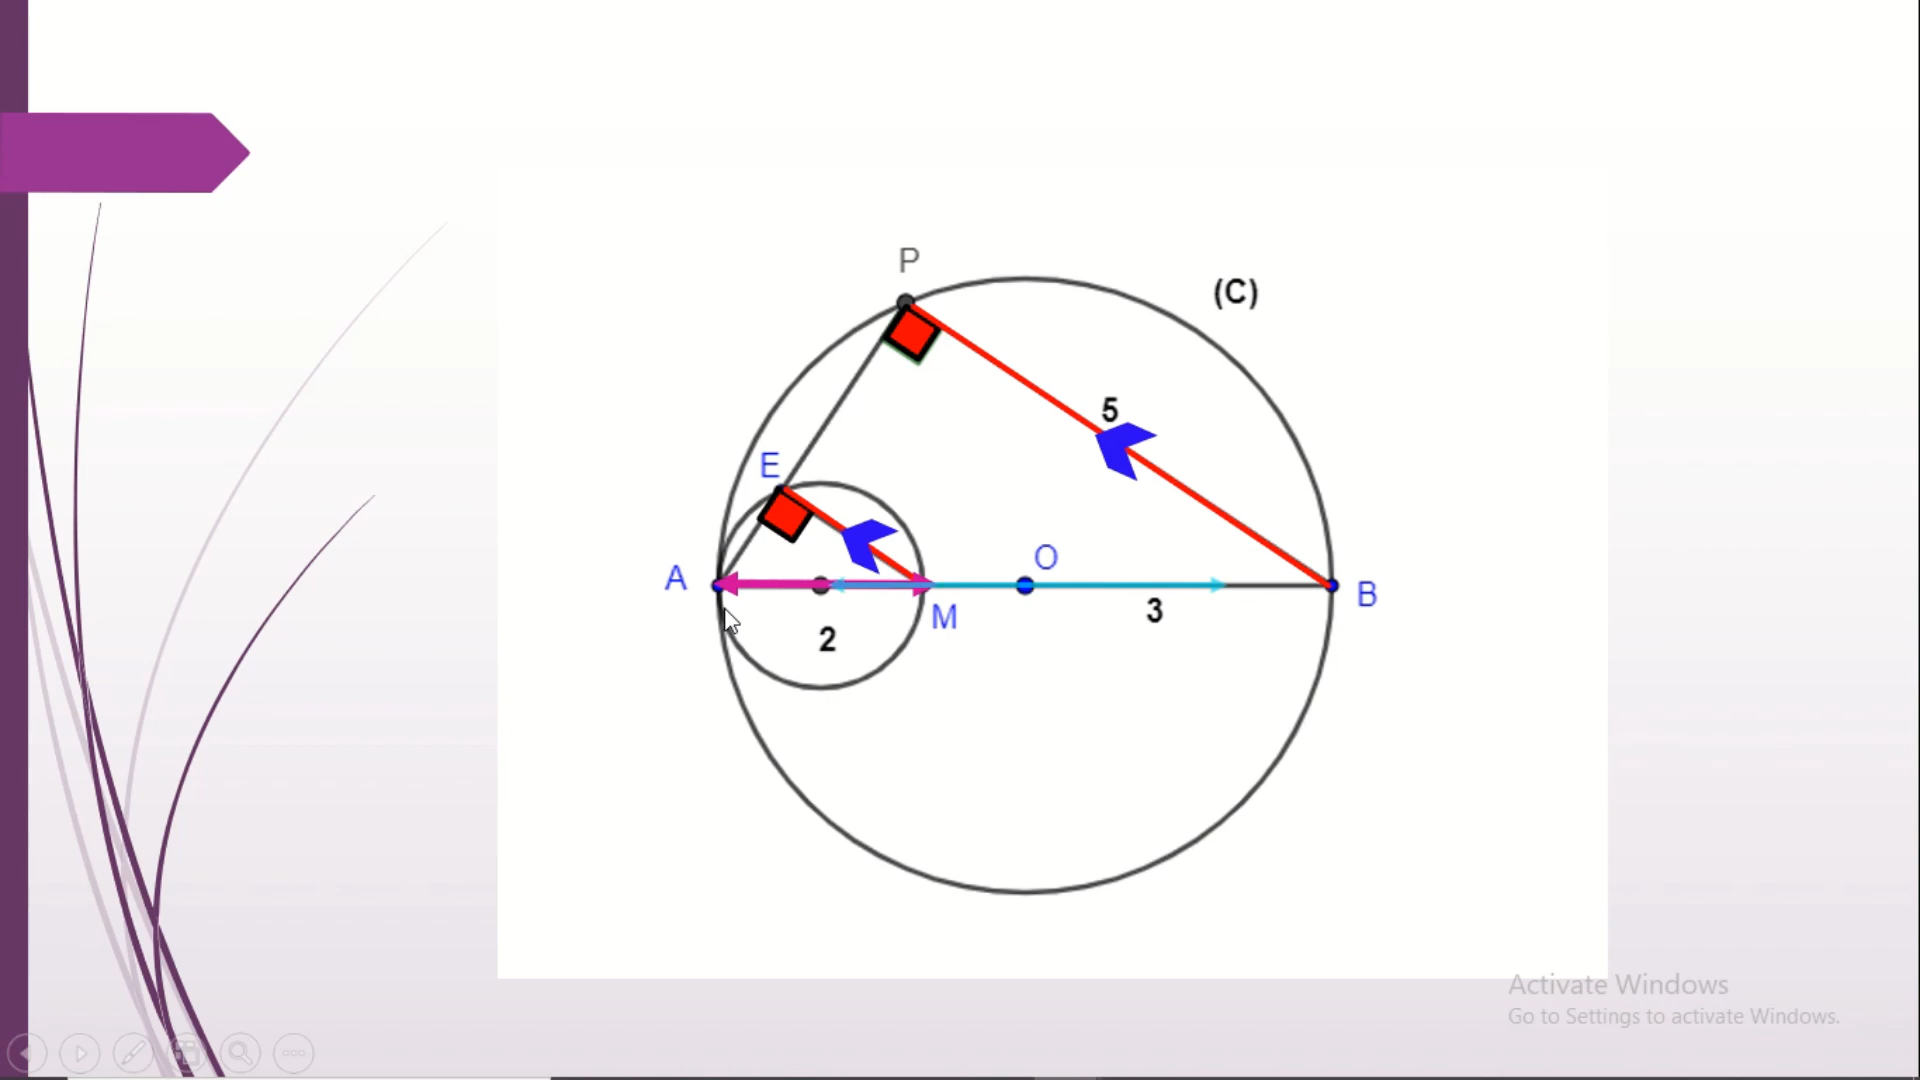 P
(C)
5
E
O
A
B
3
M
2
Activate Windows
Go to Settings to activate Windows.